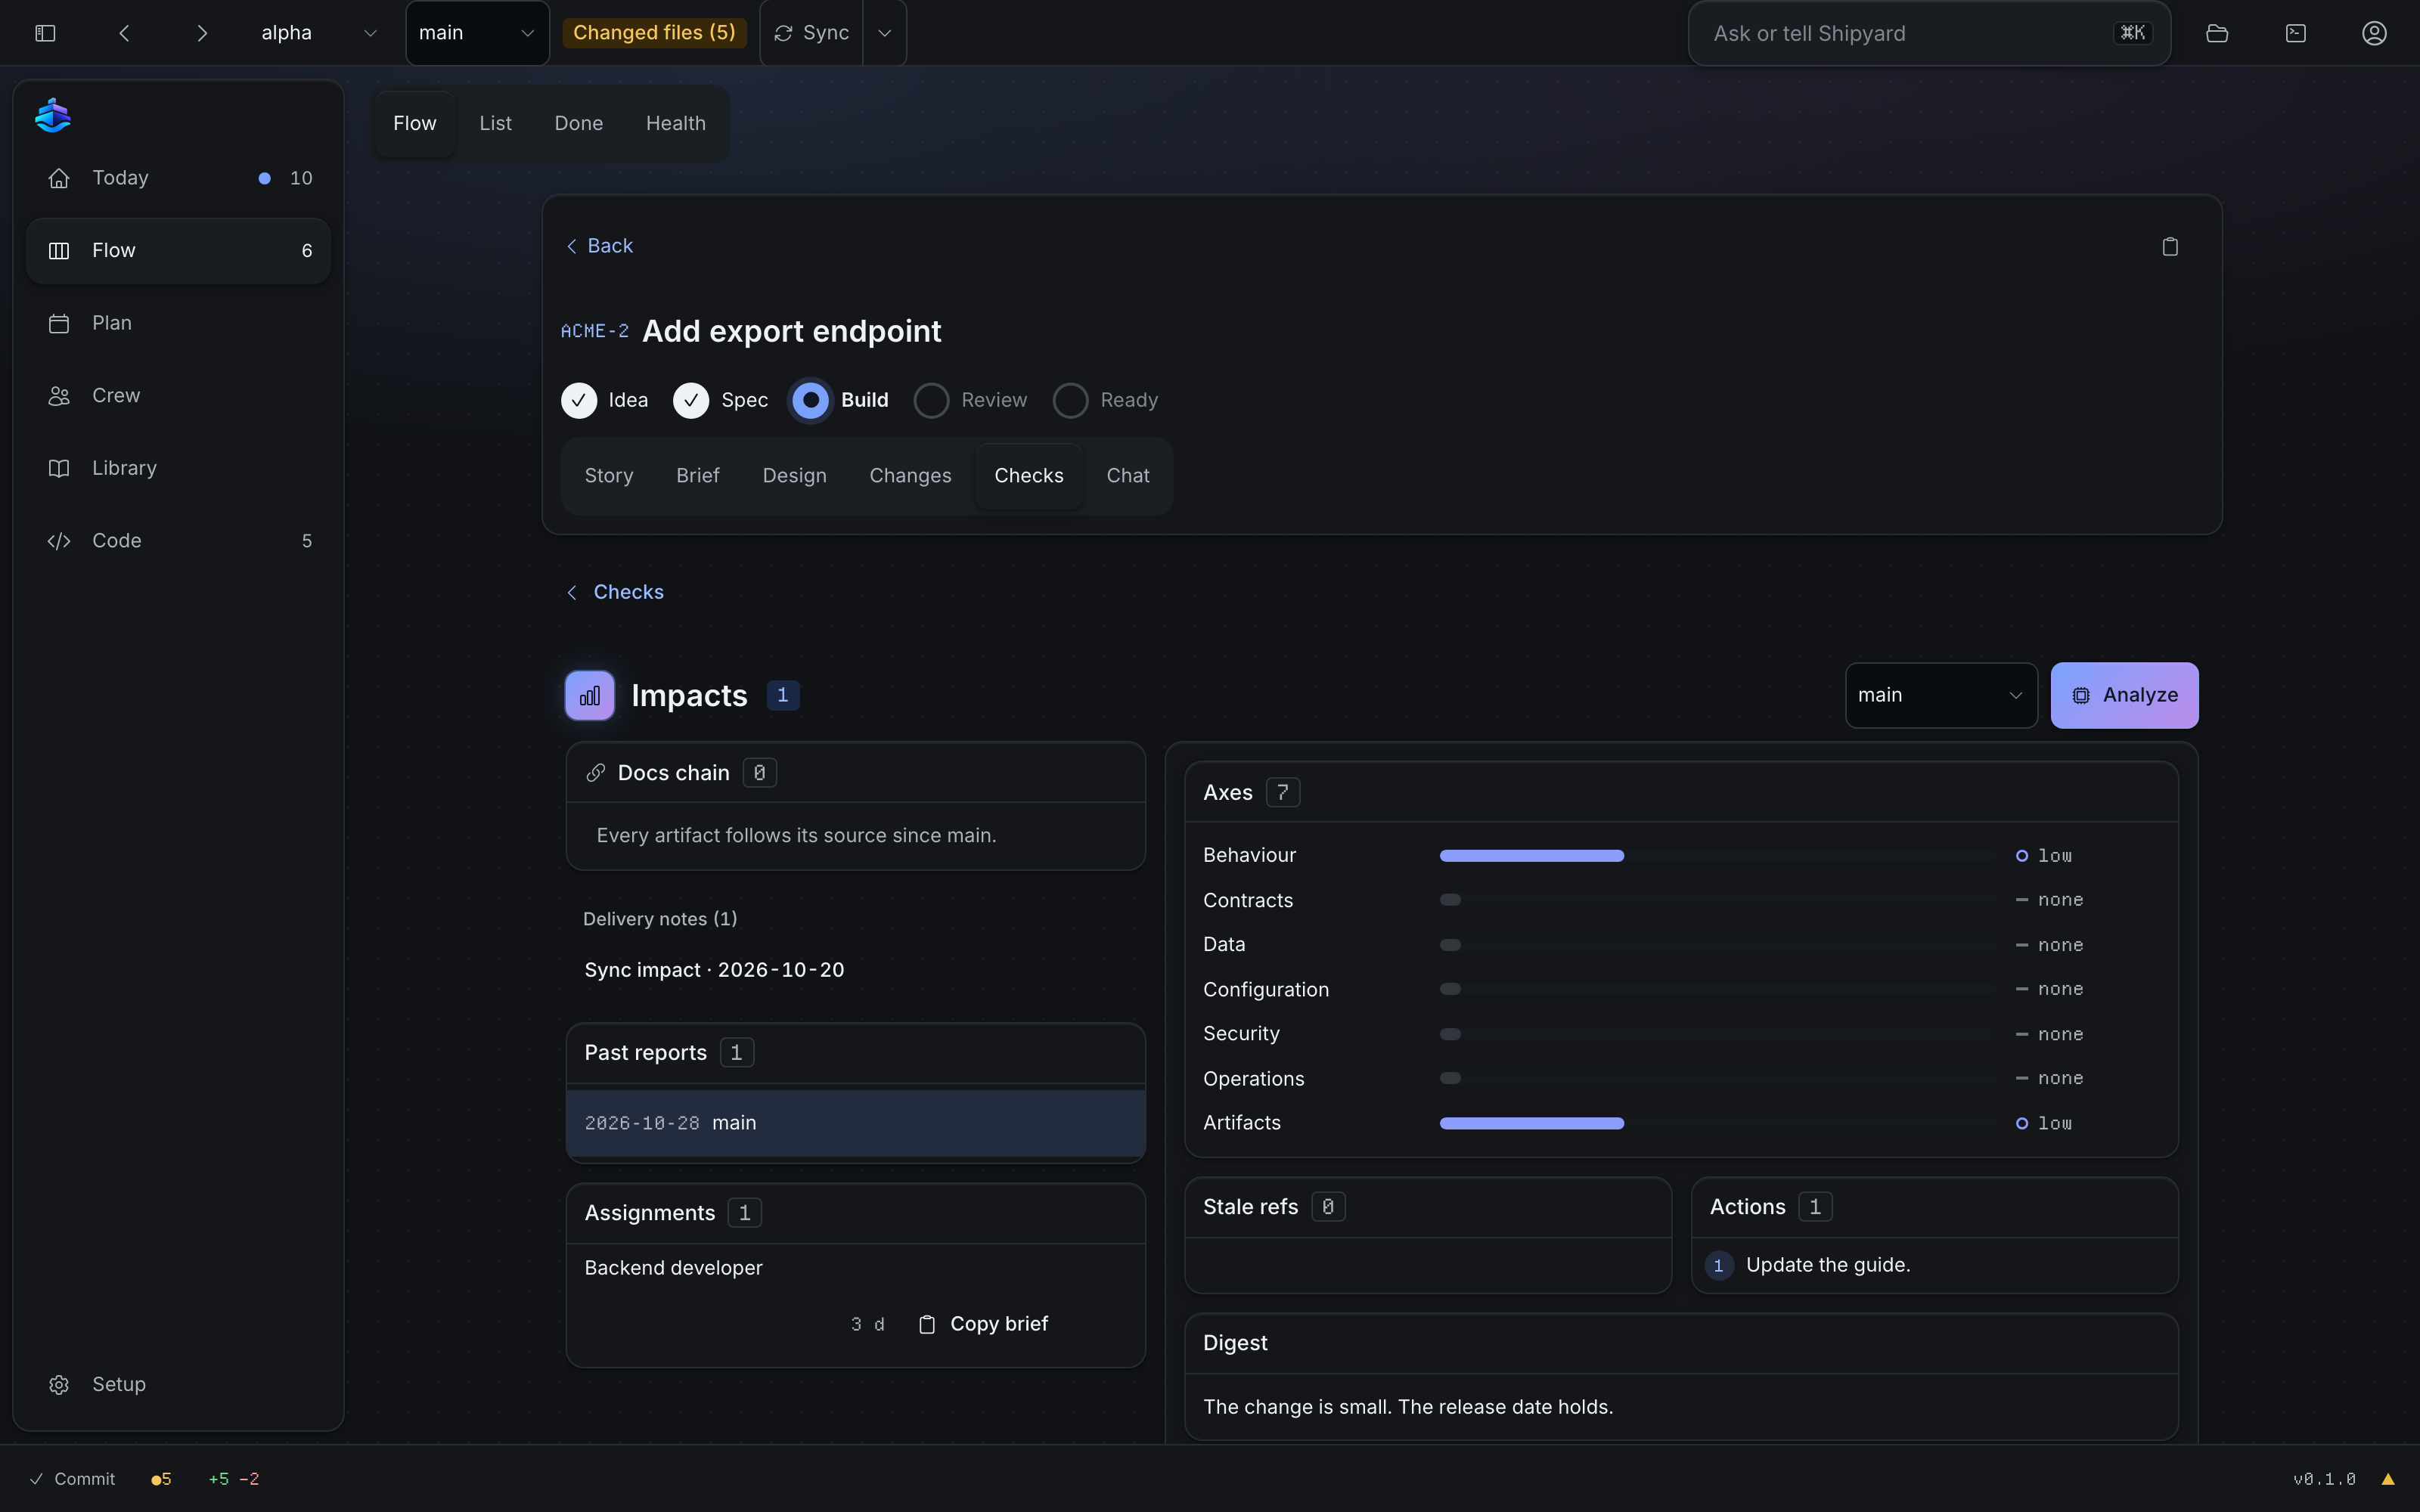 alpha
main
Changed files (5)
Sync
Ask or tell Shipyard
⌘K
Today 10
Flow 6
Plan
Crew
Library
Code 5
Setup
Flow List Done Health
Back
ACME-2 Add export endpoint
Idea Spec Build Review Ready
Story Brief Design Changes Checks Chat
Checks
Impacts 1
main
Analyze
Docs chain 0
Every artifact follows its source since main.
Delivery notes (1)
Sync impact · 2026-10-20
Past reports 1
2026-10-28 main
Assignments 1
Backend developer
3 d Copy brief
Axes 7
Behaviour low
Contracts none
Data none
Configuration none
Security none
Operations none
Artifacts low
Stale refs 0
Actions 1
1 Update the guide.
Digest
The change is small. The release date holds.
Commit 5 +5 -2
v0.1.0